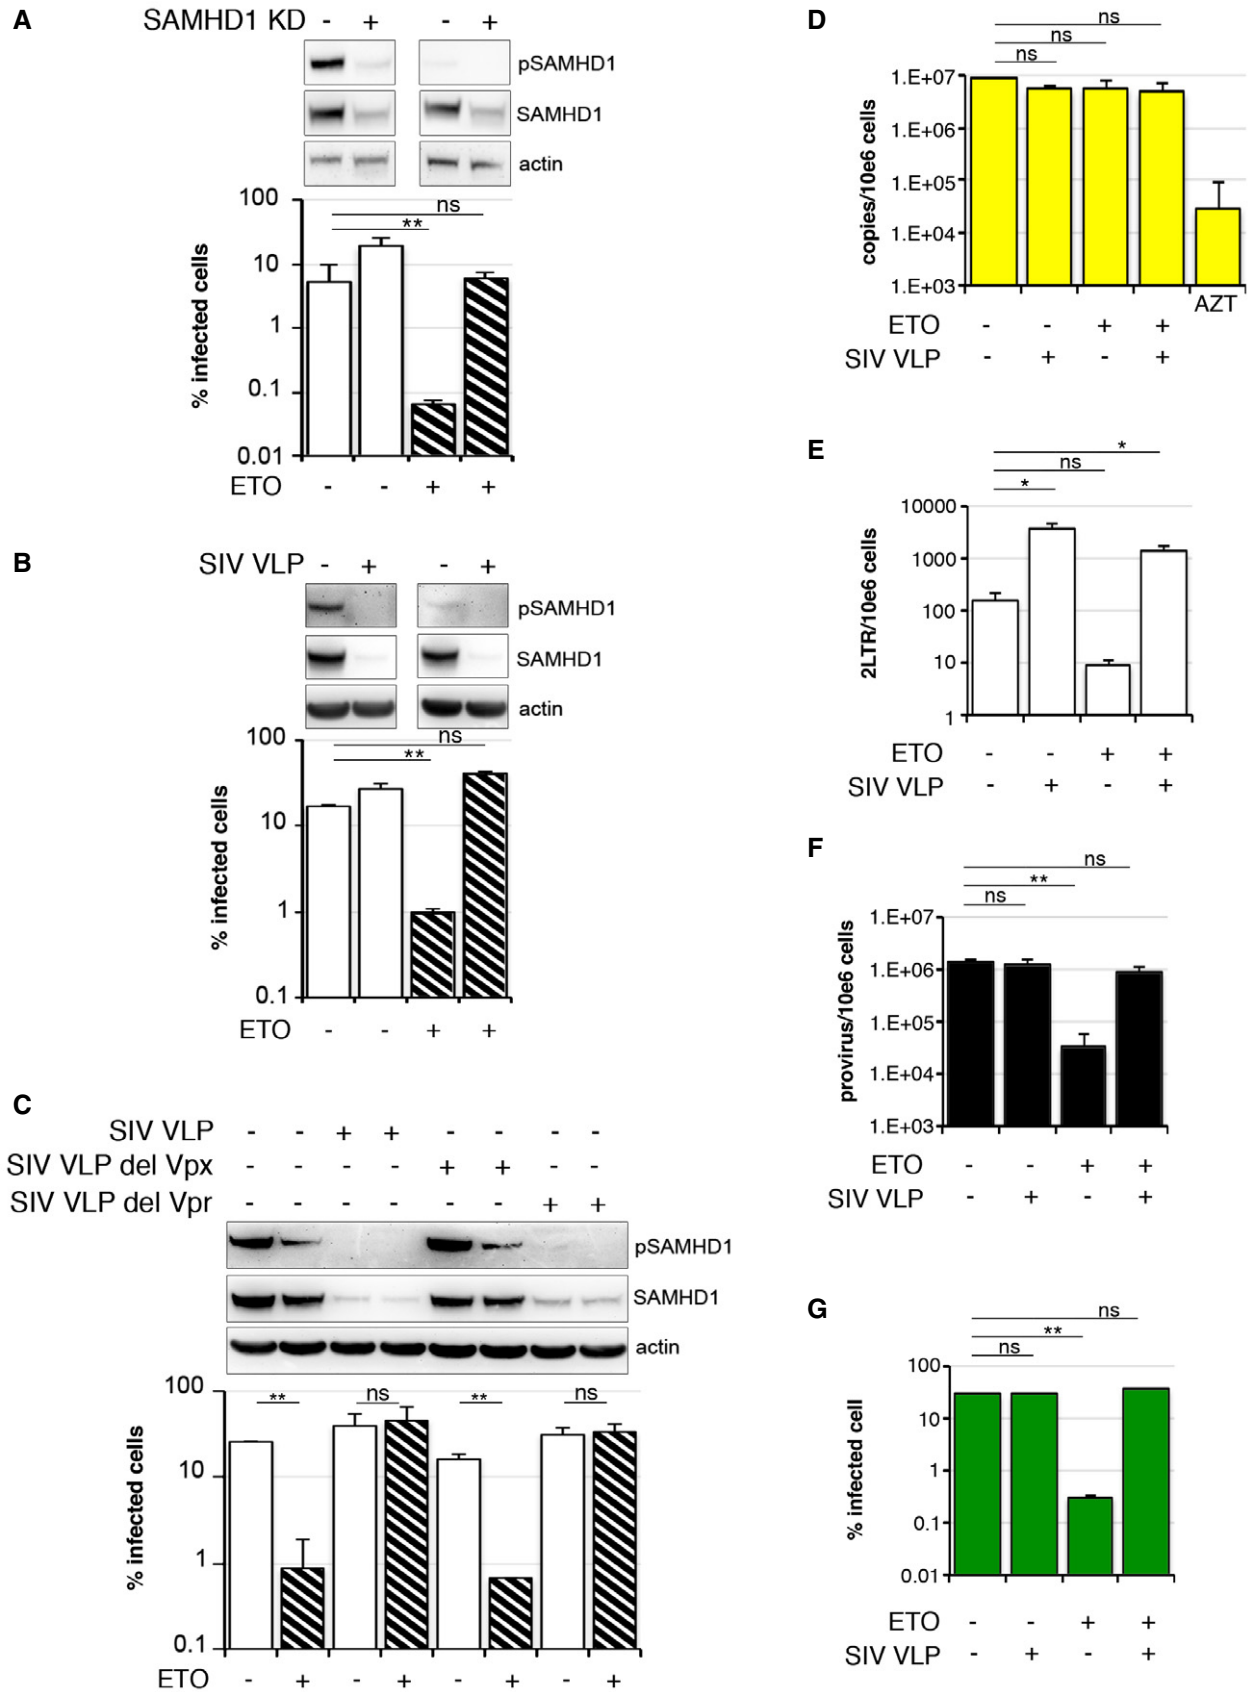 A
SAMHD1 KD - + - +
pSAMHD1
SAMHD1
actin
100
10
1
0.1
0.01
% infected cells
ns
**
ETO - - + +
B
SIV VLP - + - +
pSAMHD1
SAMHD1
actin
100
10
1
0.1
% infected cells
ns
**
ETO - - + +
C
SIV VLP - - + + - - - -
SIV VLP del Vpx - - - - + + - -
SIV VLP del Vpr - - - - - - + +
pSAMHD1
SAMHD1
actin
100
10
1
0.1
% infected cells
** ns ** ns
ETO - + - + - + - +
D
ns
ns
ns
1.E+07
1.E+06
1.E+05
1.E+04
1.E+03
copies/10e6 cells
AZT
ETO - - + +
SIV VLP - + - +
E
*
ns
*
10000
1000
100
10
1
2LTR/10e6 cells
ETO - - + +
SIV VLP - + - +
F
ns
**
ns
1.E+07
1.E+06
1.E+05
1.E+04
1.E+03
provirus/10e6 cells
ETO - - + +
SIV VLP - + - +
G
ns
**
ns
100
10
1
0.1
0.01
% infected cell
ETO - - + +
SIV VLP - + - +